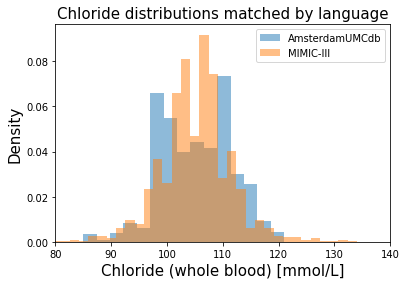 Chloride distributions matched by language
AmsterdamUMCdb
MIMIC-III
Density
0.08
0.06
0.04
0.02
0.00
80
90
100
110
120
130
140
Chloride (whole blood) [mmol/L]